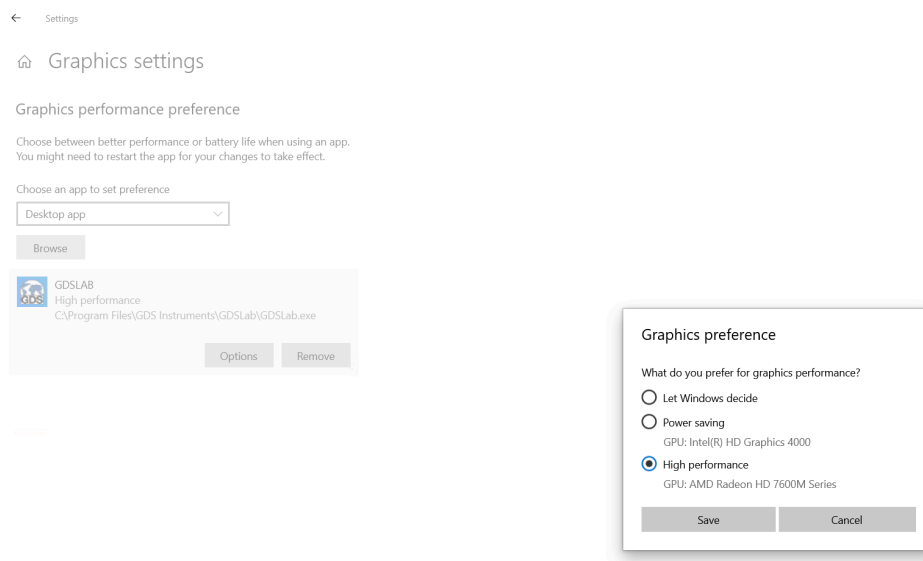 Settings
Graphics settings
Graphics performance preference
Choose between better performance or battery life when using an app.
You might need to restart the app for your changes to take effect.
Choose an app to set preference
Desktop app
Browse
GDS
GDSLAB
High performance
C:\Program Files\GDS Instruments\GDSLab\GDSLab.exe
Options
Remove
Graphics preference
What do you prefer for graphics performance?
Let Windows decide
Power saving
GPU: Intel(R) HD Graphics 4000
High performance
GPU: AMD Radeon HD 7600M Series
Save
Cancel